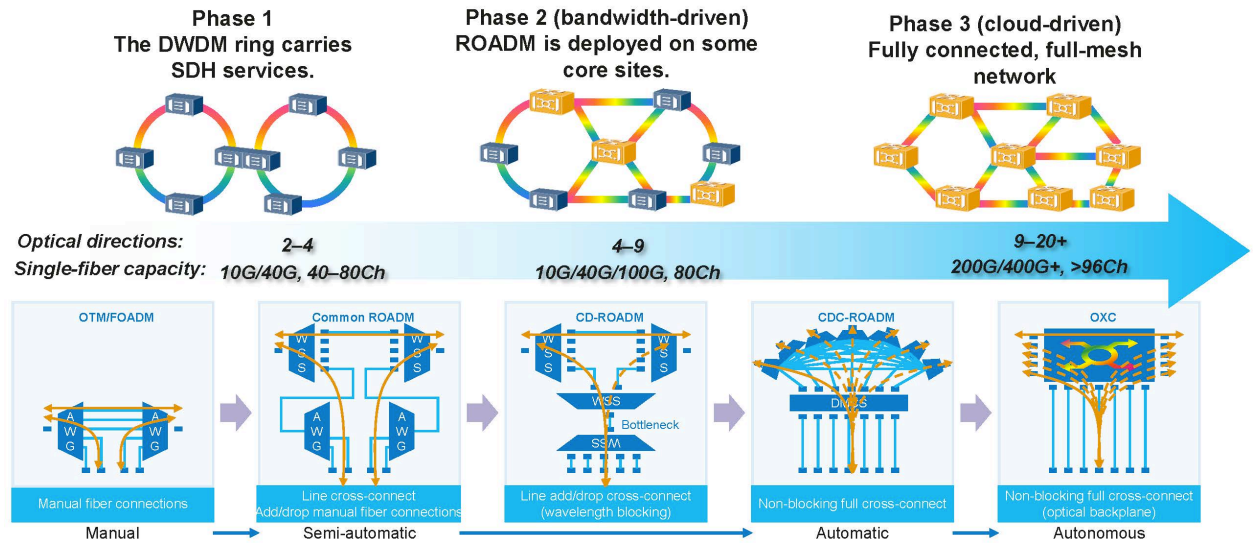 Phase 1
The DWDM ring carries
SDH services.
Phase 2 (bandwidth-driven)
ROADM is deployed on some
core sites.
Phase 3 (cloud-driven)
Fully connected, full-mesh
network
Optical directions:
2–4
4–9
9–20+
Single-fiber capacity:
10G/40G, 40–80Ch
10G/40G/100G, 80Ch
200G/400G+, >96Ch
OTM/FOADM
A
W
G
A
W
G
Manual fiber connections
Common ROADM
W
S
S
W
S
S
A
W
G
A
W
G
Line cross-connect
Add/drop manual fiber connections
CD-ROADM
W
S
S
W
S
S
WSS
Bottleneck
WSS
Line add/drop cross-connect
(wavelength blocking)
CDC-ROADM
Non-blocking full cross-connect
OXC
Non-blocking full cross-connect
(optical backplane)
Manual
Semi-automatic
Automatic
Autonomous